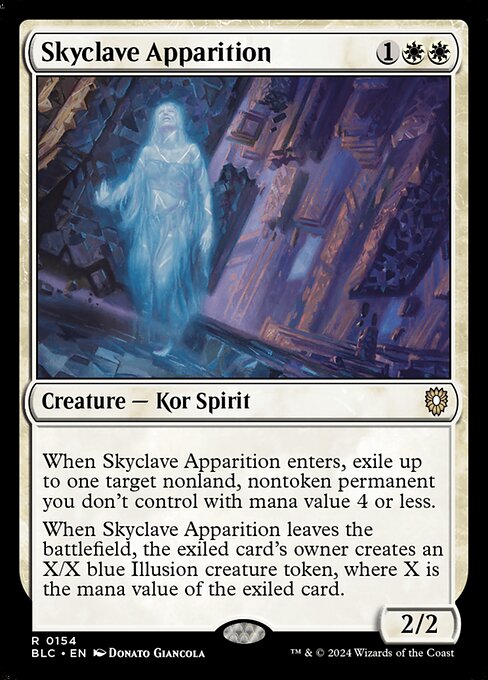 Skyclave Apparition 1
Creature — Kor Spirit
When Skyclave Apparition enters, exile up
to one target nonland, nontoken permanent
you don't control with mana value 4 or less.
When Skyclave Apparition leaves the
battlefield, the exiled card's owner creates an
X/X blue Illusion creature token, where X is
the mana value of the exiled card.
2/2
R 0154
BLC • EN Donato Giancola
™ & © 2024 Wizards of the Coast